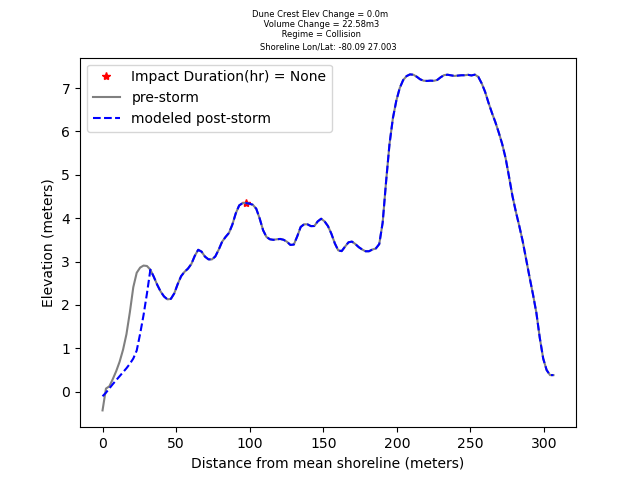 Dune Crest Elev Change = 0.0m
Volume Change = 22.58m3
Regime = Collision
Shoreline Lon/Lat: -80.09 27.003
Impact Duration(hr) = None
pre-storm
modeled post-storm
Elevation (meters)
7
6
5
4
3
2
1
0
0 50 100 150 200 250 300
Distance from mean shoreline (meters)